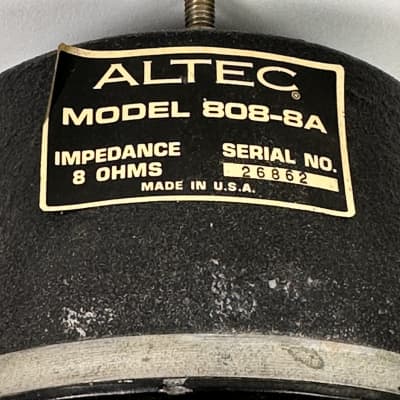 ALTEC®
MODEL 808-8A
IMPEDANCE SERIAL NO.
8 OHMS 26862
MADE IN U.S.A.